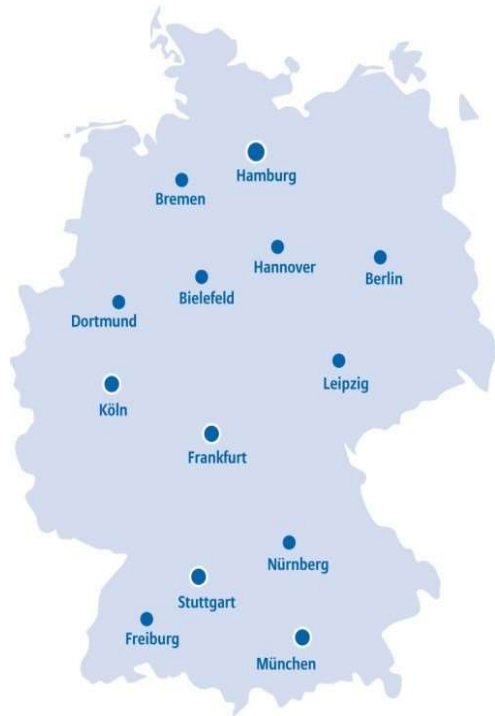 Hamburg
Bremen
Hannover
Berlin
Bielefeld
Dortmund
Leipzig
Köln
Frankfurt
Nürnberg
Stuttgart
Freiburg
München